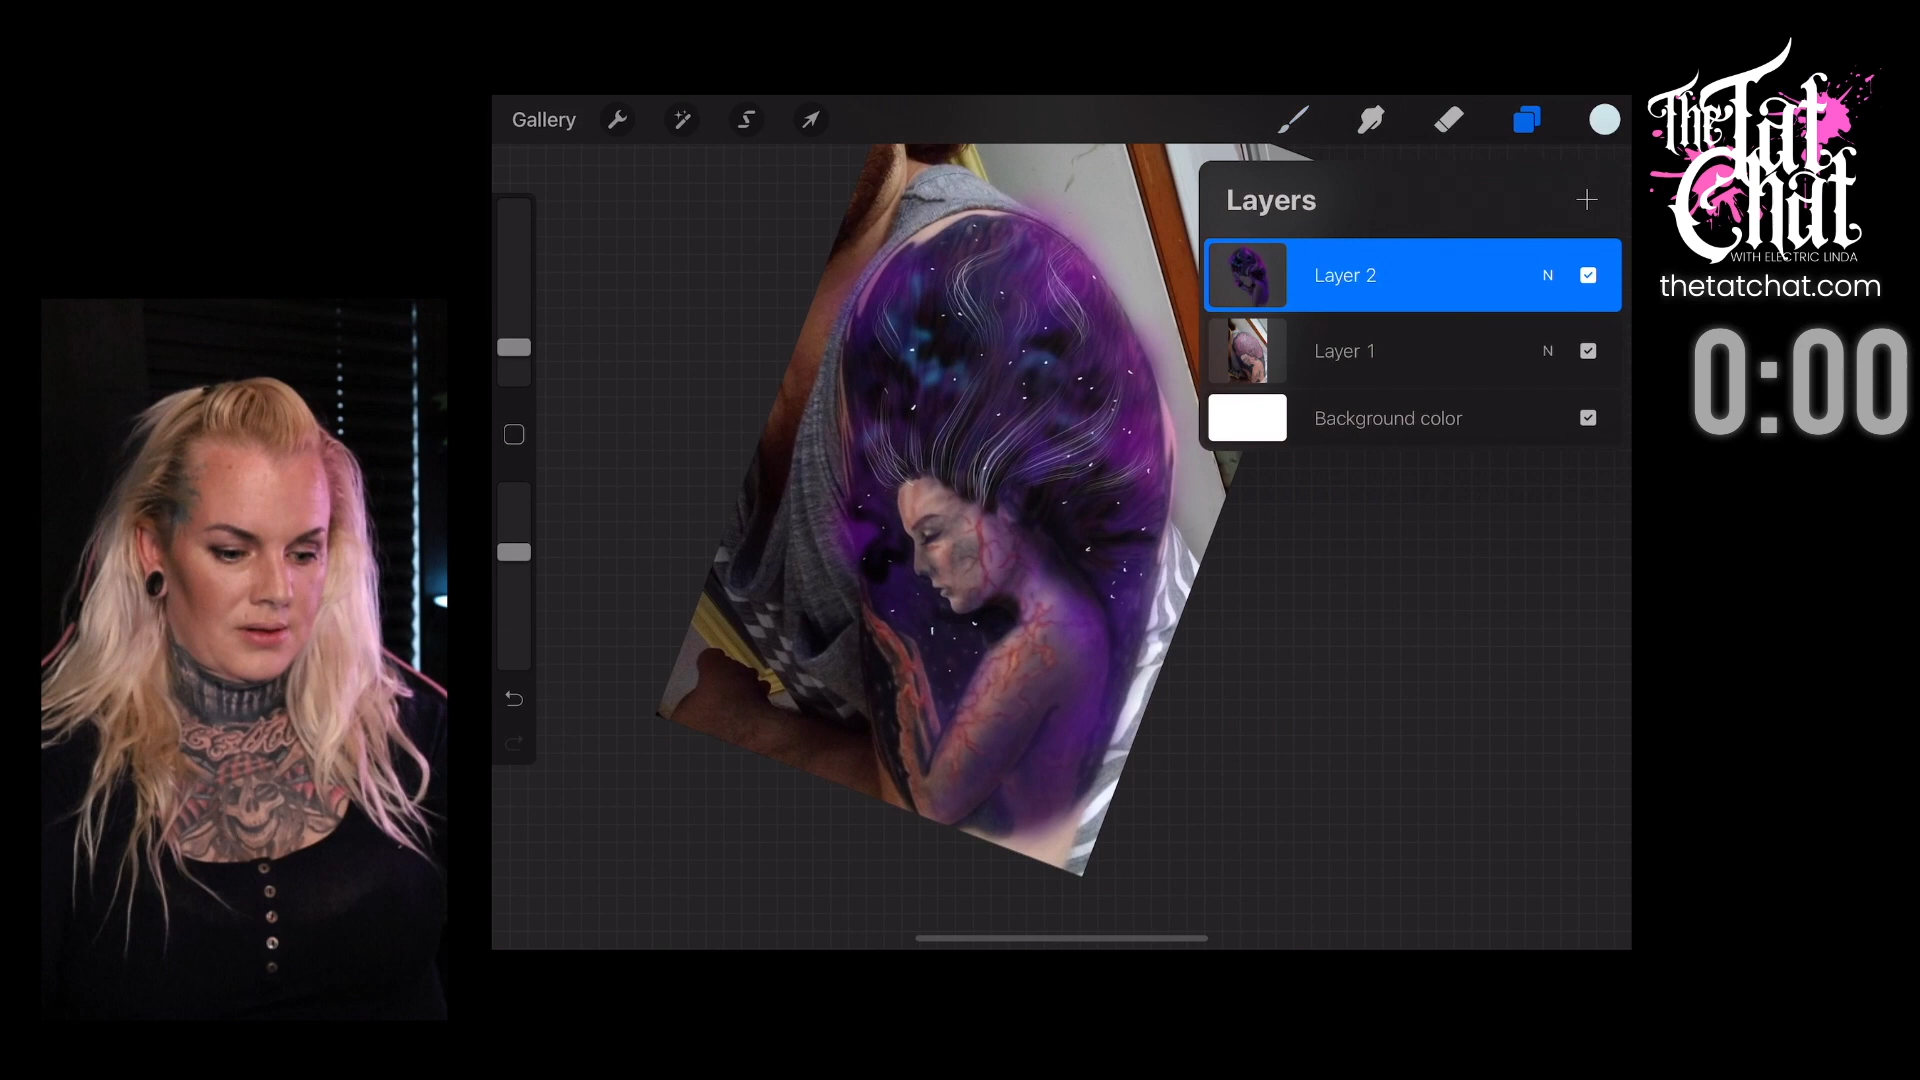 Gallery
Layers
Layer 2 N
Layer 1 N
Background color
The Tat Chat
WITH ELECTRIC LINDA
thetatchat.com
0:00